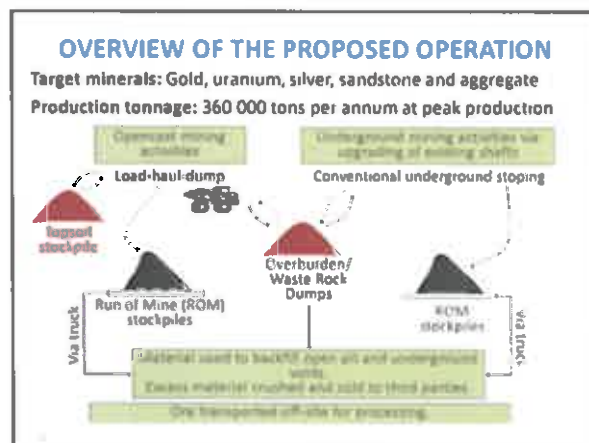 OVERVIEW OF THE PROPOSED OPERATION
Target minerals: Gold, uranium, silver, sandstone and aggregate
Production tonnage: 360 000 tons per annum at peak production
Opencast mining
activities
Underground mining activities via
upgrading of existing shafts
Load-haul-dump
Conventional underground stoping
Topsoil
stockpile
Overburden/
Waste Rock
Dumps
Run of Mine (ROM)
stockpiles
ROM
stockpiles
Via truck
Via truck
Material used to backfill open pit and underground
voids.
Excess material crushed and sold to third parties.
Ore transported off-site for processing.